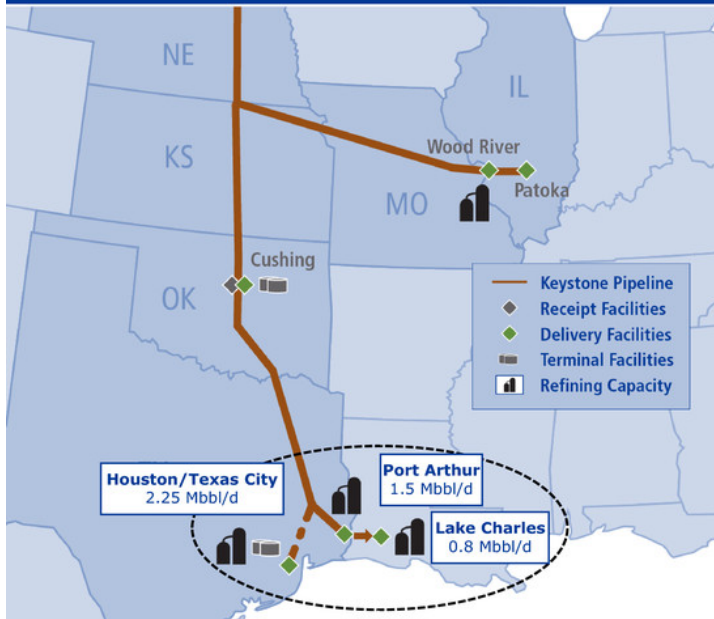 NE
IL
Wood River
KS
Patoka
MO
Cushing
OK
Keystone Pipeline
Receipt Facilities
Delivery Facilities
Terminal Facilities
Refining Capacity
Houston/Texas City
2.25 Mbbl/d
Port Arthur
1.5 Mbbl/d
Lake Charles
0.8 Mbbl/d